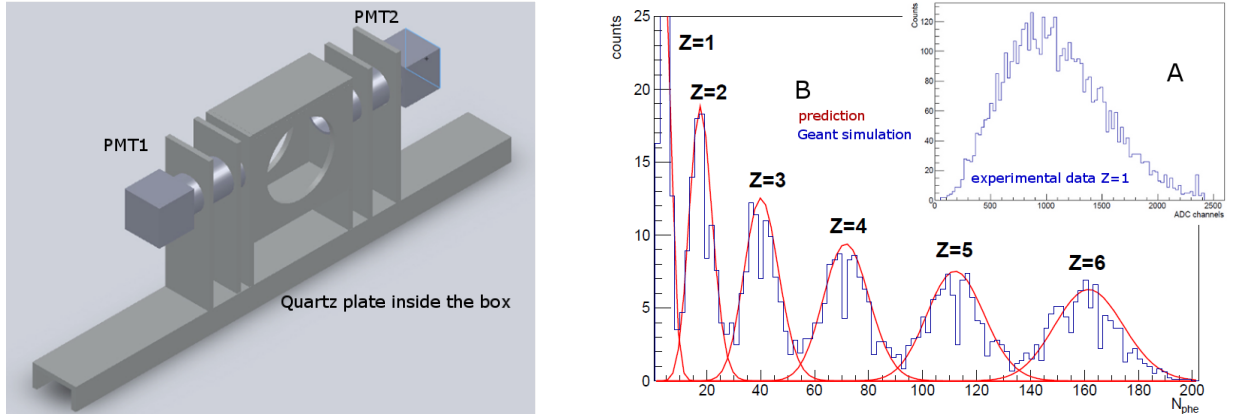 PMT2
PMT1
Quartz plate inside the box
counts
25
20
15
10
5
0
Z=1
Z=2
Z=3
Z=4
Z=5
Z=6
B
prediction
Geant simulation
20 40 60 80 100 120 140 160 180 200
N_phe
Counts
120
100
80
60
40
20
0
A
experimental data Z=1
0 500 1000 1500 2000 2500
ADC channels